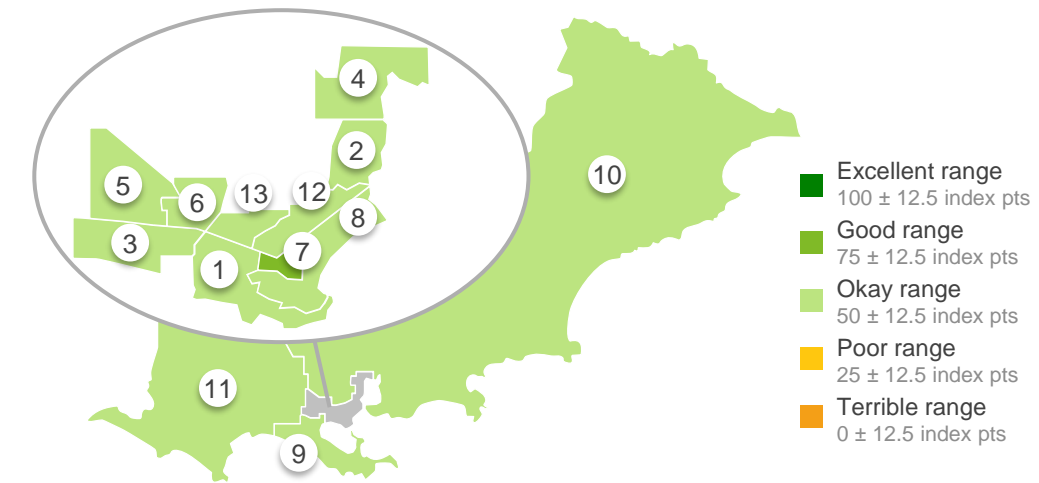 4
2
5
6
13
12
10
8
3
7
1
11
9
Excellent range
100 ± 12.5 index pts
Good range
75 ± 12.5 index pts
Okay range
50 ± 12.5 index pts
Poor range
25 ± 12.5 index pts
Terrible range
0 ± 12.5 index pts